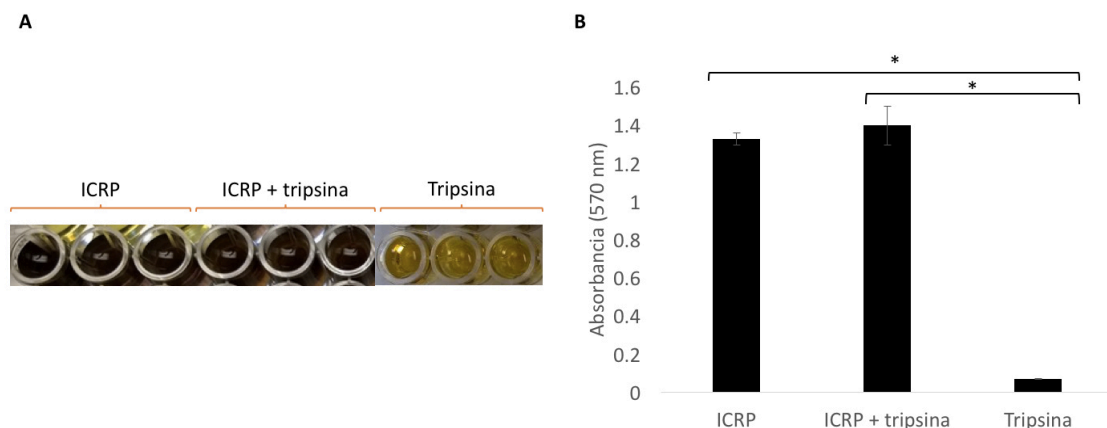 A
ICRP
ICRP + tripsina
Tripsina
B
*
*
Absorbancia (570 nm)
1.6
1.4
1.2
1
0.8
0.6
0.4
0.2
0
ICRP
ICRP + tripsina
Tripsina